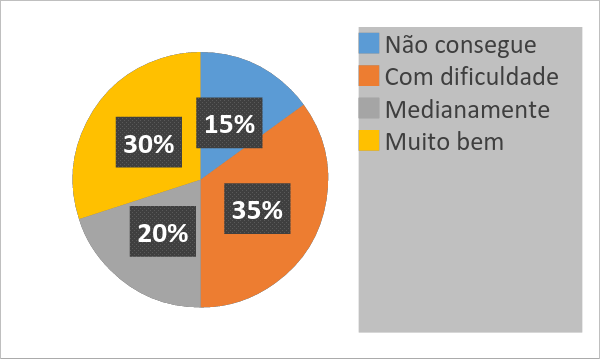 Não consegue
Com dificuldade
Medianamente
Muito bem
15%
30%
35%
20%